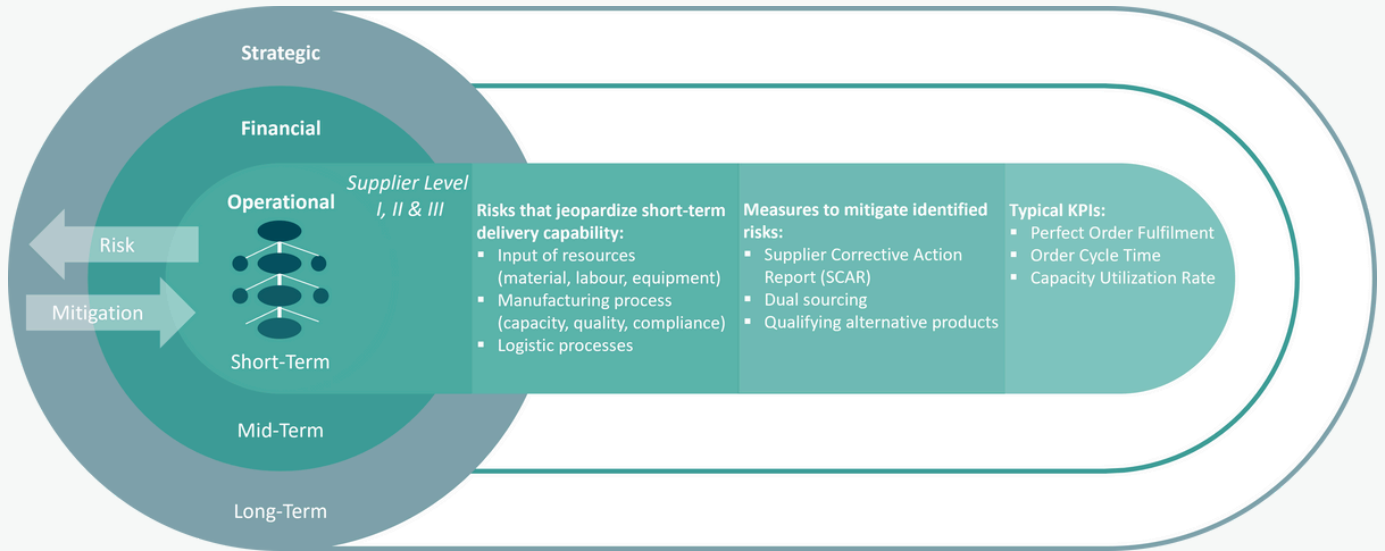 Strategic
Financial
Operational
Supplier Level
I, II & III
Risk
Mitigation
Short-Term
Mid-Term
Long-Term
Risks that jeopardize short-term
delivery capability:
▪ Input of resources
(material, labour, equipment)
▪ Manufacturing process
(capacity, quality, compliance)
▪ Logistic processes
Measures to mitigate identified
risks:
▪ Supplier Corrective Action
Report (SCAR)
▪ Dual sourcing
▪ Qualifying alternative products
Typical KPIs:
▪ Perfect Order Fulfilment
▪ Order Cycle Time
▪ Capacity Utilization Rate